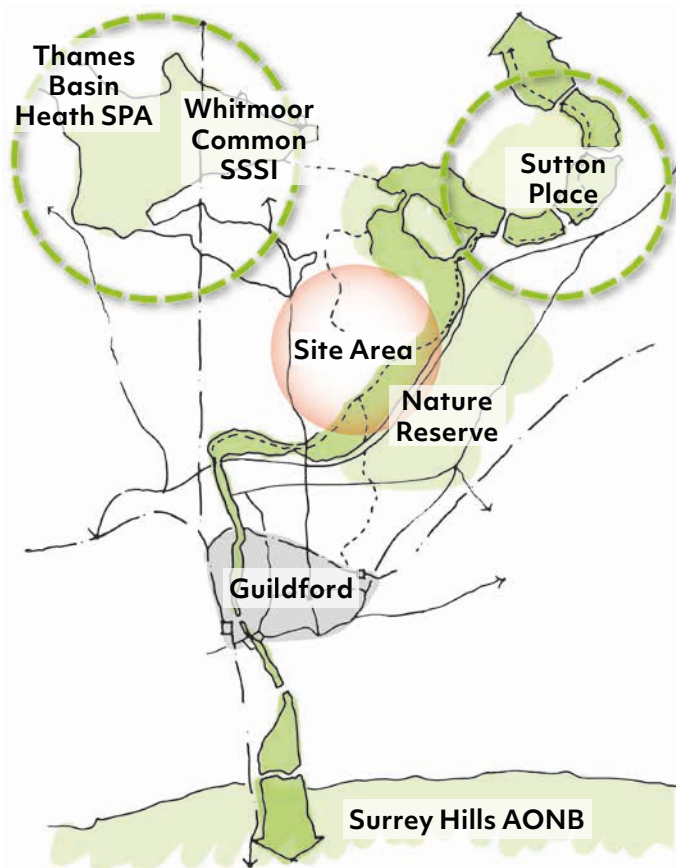 Thames
Basin
Heath SPA
Whitmoor
Common
SSSI
Sutton
Place
Site Area
Nature
Reserve
Guildford
Surrey Hills AONB